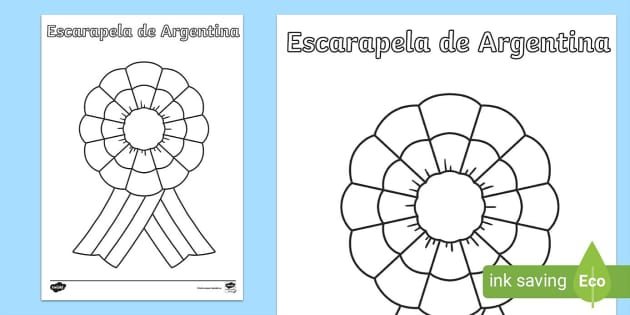 Escarapela de Argentina
Escarapela de Argentina
ink saving
Eco